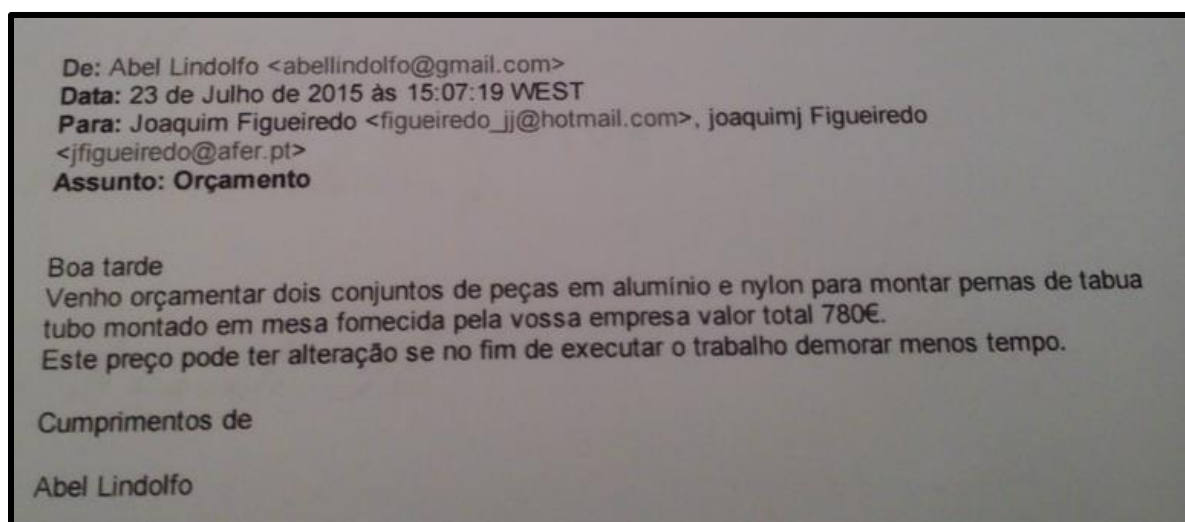 De: Abel Lindolfo <abellindolfo@gmail.com>
Data: 23 de Julho de 2015 às 15:07:19 WEST
Para: Joaquim Figueiredo <figueiredo_jj@hotmail.com>, joaquimj Figueiredo
<jfigueiredo@afer.pt>
Assunto: Orçamento
Boa tarde
Venho orçamentar dois conjuntos de peças em alumínio e nylon para montar pernas de tabua
tubo montado em mesa fornecida pela vossa empresa valor total 780€.
Este preço pode ter alteração se no fim de executar o trabalho demorar menos tempo.
Cumprimentos de
Abel Lindolfo